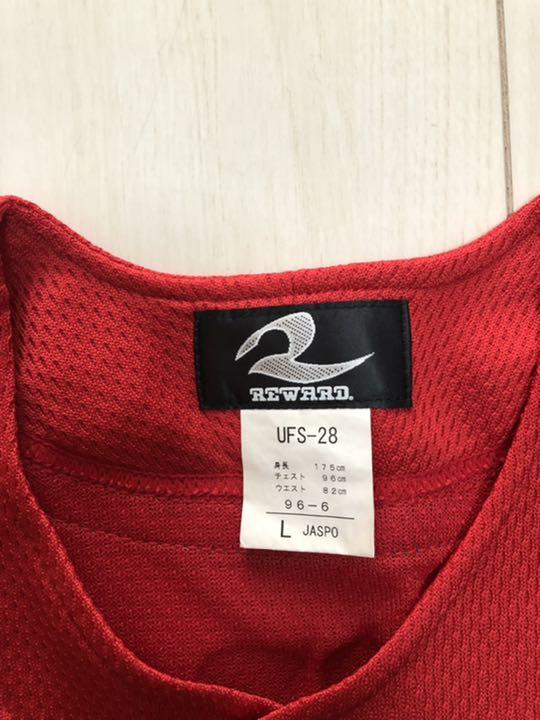 REWARD.
UFS-28
身長 175cm
チェスト 96cm
ウエスト 82cm
96-6
L JASPO